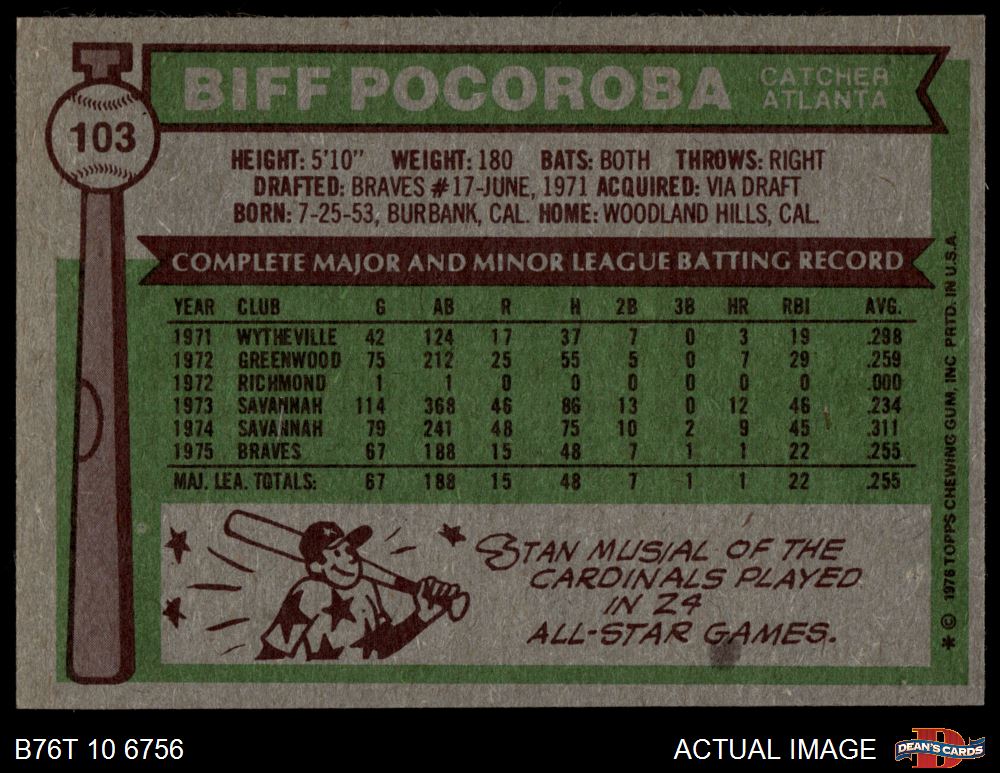 BIFF POCOROBA
CATCHER
ATLANTA
103
HEIGHT: 5'10" WEIGHT: 180 BATS: BOTH THROWS: RIGHT
DRAFTED: BRAVES #17-JUNE, 1971 ACQUIRED: VIA DRAFT
BORN: 7-25-53, BURBANK, CAL. HOME: WOODLAND HILLS, CAL.
COMPLETE MAJOR AND MINOR LEAGUE BATTING RECORD
YEAR CLUB G AB R H 2B 3B HR RBI AVG.
1971 WYTHEVILLE 42 124 17 37 7 0 3 19 .298
1972 GREENWOOD 75 212 25 55 5 0 7 29 .259
1972 RICHMOND 1 1 0 0 0 0 0 0 .000
1973 SAVANNAH 114 368 46 86 13 0 12 46 .234
1974 SAVANNAH 79 241 48 75 10 2 9 45 .311
1975 BRAVES 67 188 15 48 7 1 1 22 .255
MAJ. LEA. TOTALS: 67 188 15 48 7 1 1 22 .255
STAN MUSIAL OF THE
CARDINALS PLAYED
IN 24
ALL-STAR GAMES.
* © 1976 TOPPS CHEWING GUM, INC PRTD. IN U.S.A.
B76T 10 6756
ACTUAL IMAGE
D
DEAN'S CARDS